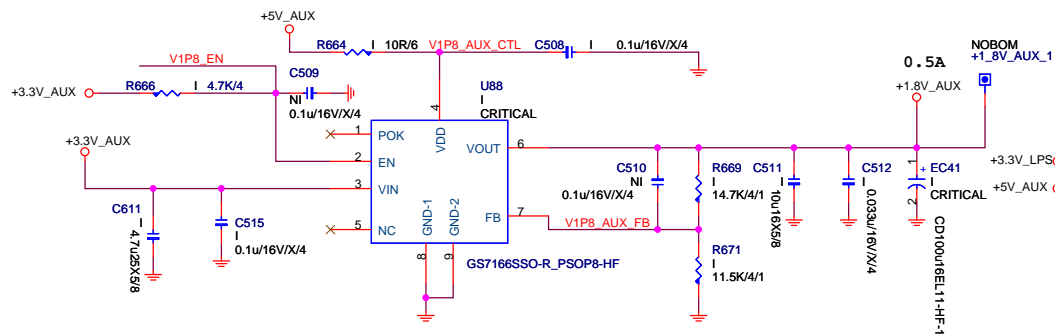 +5V_AUX
R664
I
10R/6
V1P8_AUX_CTL
C508
I
0.1u/16V/X/4
NOBOM
+1_8V_AUX_1
V1P8_EN
0.5A
+1.8V_AUX
+3.3V_AUX
R666
I
4.7K/4
C509
NI
0.1u/16V/X/4
U88
I
CRITICAL
4
VDD
1
POK
2
EN
3
VIN
5
NC
VOUT
6
FB
7
GND-1
8
GND-2
9
GS7166SSO-R_PSOP8-HF
+3.3V_AUX
C611
I
4.7u25X5/8
C515
I
0.1u/16V/X/4
V1P8_AUX_FB
C510
NI
0.1u/16V/X/4
R669
I
14.7K/4/1
R671
I
11.5K/4/1
C511
I
10u16X5/8
C512
I
0.033u/16V/X/4
1
+
2
EC41
I
CRITICAL
CD100u16EL11-HF-1
+3.3V_LPS
+5V_AUX